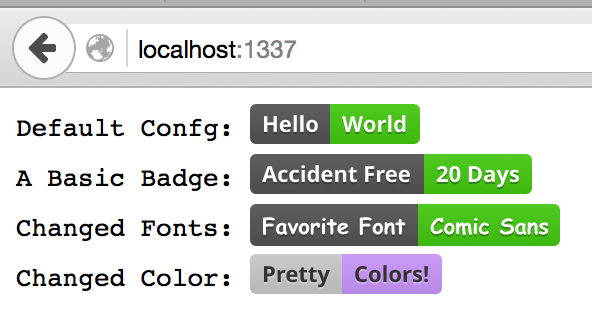 localhost:1337
Default Confg: Hello World
A Basic Badge: Accident Free 20 Days
Changed Fonts: Favorite Font Comic Sans
Changed Color: Pretty Colors!